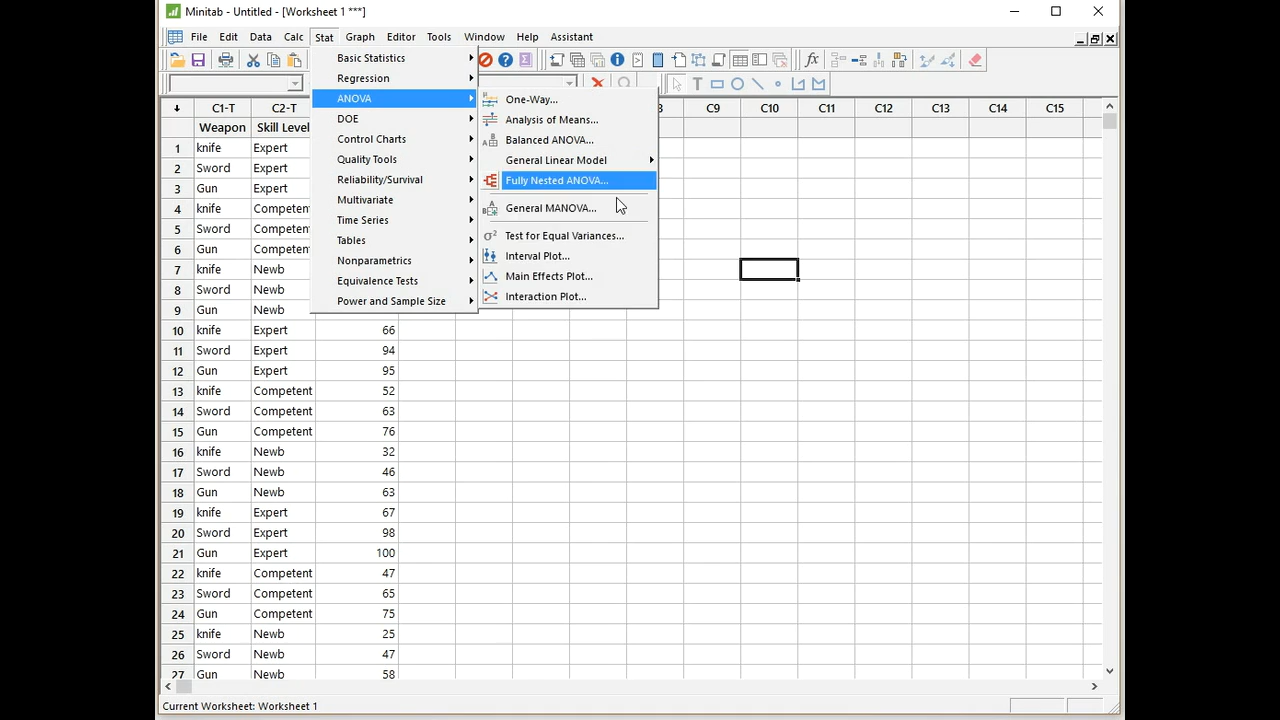 Minitab - Untitled - [Worksheet 1 ***]
File Edit Data Calc Stat Graph Editor Tools Window Help Assistant
Basic Statistics
Regression
ANOVA
DOE
Control Charts
Quality Tools
Reliability/Survival
Multivariate
Time Series
Tables
Nonparametrics
Equivalence Tests
Power and Sample Size
One-Way...
Analysis of Means...
Balanced ANOVA...
General Linear Model
Fully Nested ANOVA...
General MANOVA...
Test for Equal Variances...
Interval Plot...
Main Effects Plot...
Interaction Plot...
C1-T C2-T C9 C10 C11 C12 C13 C14 C15
Weapon Skill Level
1 knife Expert
2 Sword Expert
3 Gun Expert
4 knife Competent
5 Sword Competent
6 Gun Competent
7 knife Newb
8 Sword Newb
9 Gun Newb
10 knife Expert 66
11 Sword Expert 94
12 Gun Expert 95
13 knife Competent 52
14 Sword Competent 63
15 Gun Competent 76
16 knife Newb 32
17 Sword Newb 46
18 Gun Newb 63
19 knife Expert 67
20 Sword Expert 98
21 Gun Expert 100
22 knife Competent 47
23 Sword Competent 65
24 Gun Competent 75
25 knife Newb 25
26 Sword Newb 47
27 Gun Newb 58
Current Worksheet: Worksheet 1